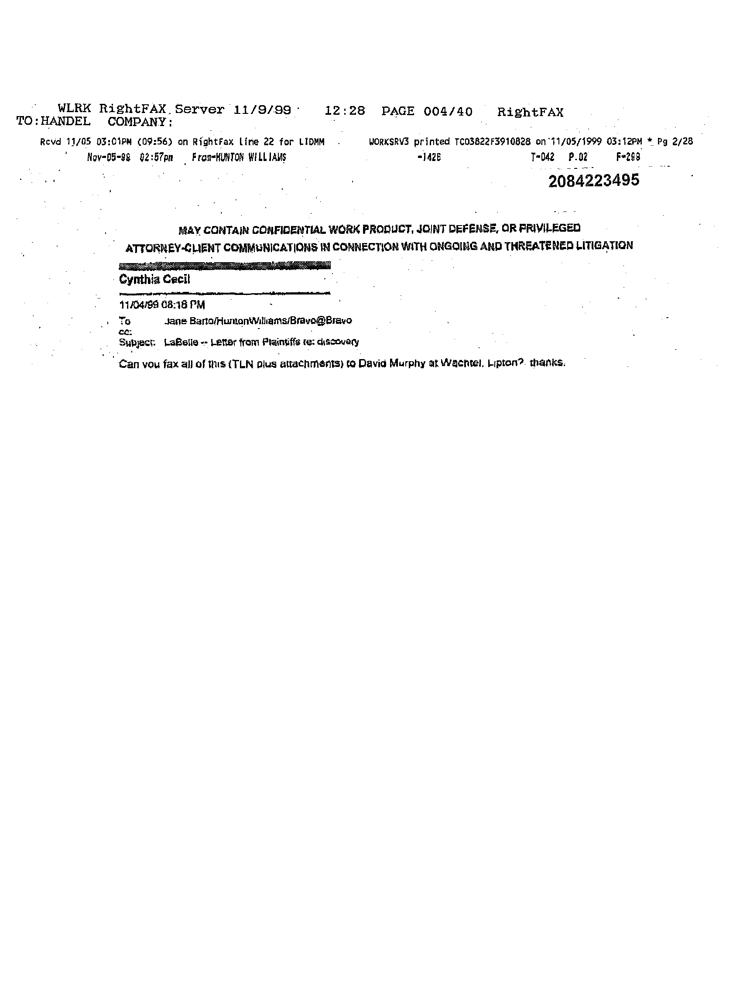 WLRK RightFAX Server 11/9/99 12:28 PAGE 004/40 RightFAX
TO:HANDEL COMPANY:
Rcvd 11/05 03:01PM (09:56) on RightFax line 22 for LIDMM WORKSRV3 printed TC03822F3910828 on 11/05/1999 03:12PM * Pg 2/28
Nov-05-98 02:57pm From-HUNTON WILLIAMS -142B T-042 P.02 F-298
2084223495
MAY CONTAIN CONFIDENTIAL WORK PRODUCT, JOINT DEFENSE, OR PRIVILEGED
ATTORNEY-CLIENT COMMUNICATIONS IN CONNECTION WITH ONGOING AND THREATENED LITIGATION
Cynthia Cecil
11/04/99 08:18 PM
To Jane Barto/HuntonWilliams/Bravo@Bravo
cc:
Subject: LaBelle -- Letter from Plaintiffs re: discovery
Can you fax all of this (TLN plus attachments) to David Murphy at Wachtel, Lipton? thanks.